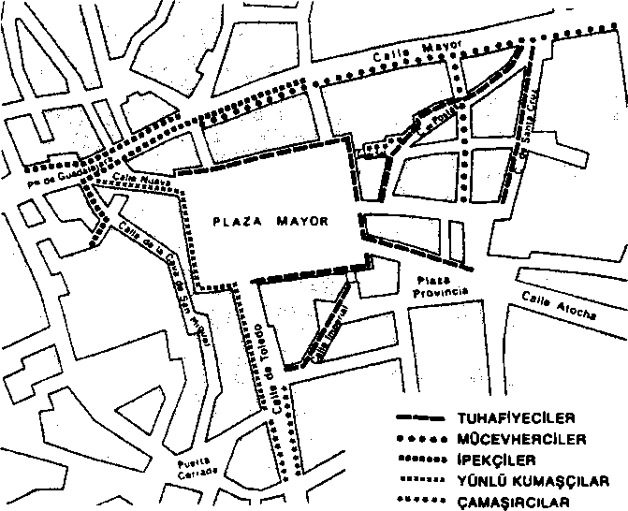 Calle Mayor
Postas
de Santa Cruz
Pta de Guadalajara
Calle Nueva
PLAZA MAYOR
Calle de la Cava de San Miguel
Plaza
Provincia
Calle Atocha
Calle Imperial
Calle de Toledo
Puerta
Cerrada
TUHAFİYECİLER
MÜCEVHERCİLER
İPEKÇİLER
YÜNLÜ KUMAŞÇILAR
ÇAMAŞIRCILAR